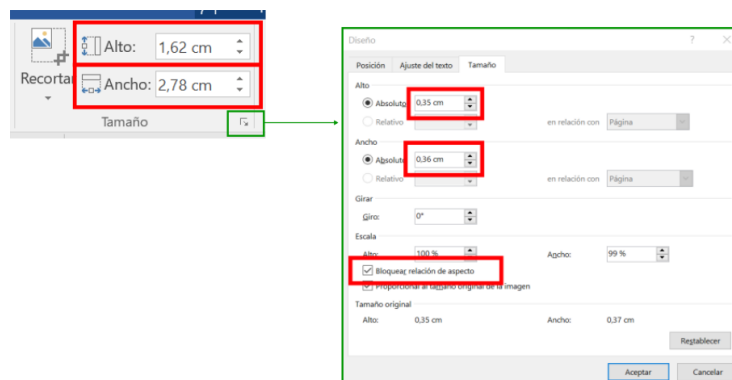 Alto: 1,62 cm
Recortar
Ancho: 2,78 cm
Tamaño
Diseño ? X
Posición Ajuste del texto Tamaño
Alto
Absoluto 0,35 cm
Relativo en relación con Página
Ancho
Absoluto 0,36 cm
Relativo en relación con Página
Girar
Giro: 0°
Escala
Alto: 100 % Ancho: 99 %
Bloquear relación de aspecto
Proporcional al tamaño original de la imagen
Tamaño original
Alto: 0,35 cm Ancho: 0,37 cm
Restablecer
Aceptar Cancelar